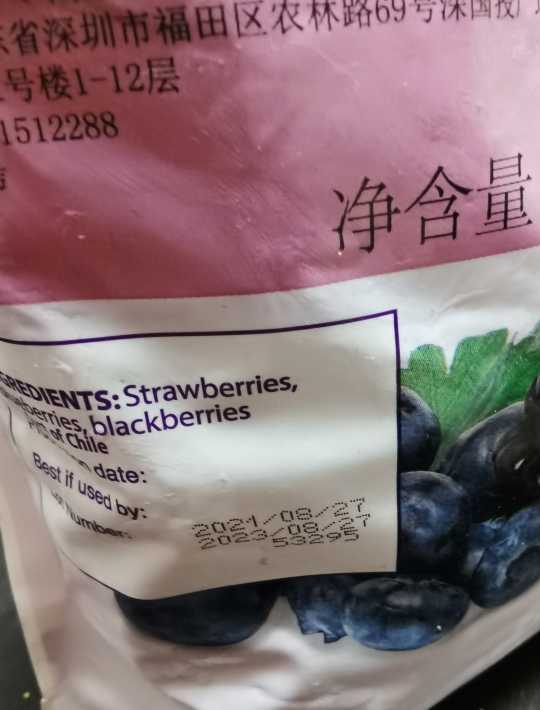 省深圳市福田区农林路69号深国投
号楼1-12层
1512288
净含量
GREDIENTS: Strawberries,
berries, blackberries
of Chile
date:
Best if used by:
Number:
2021/08/27
2023/08/27
53295